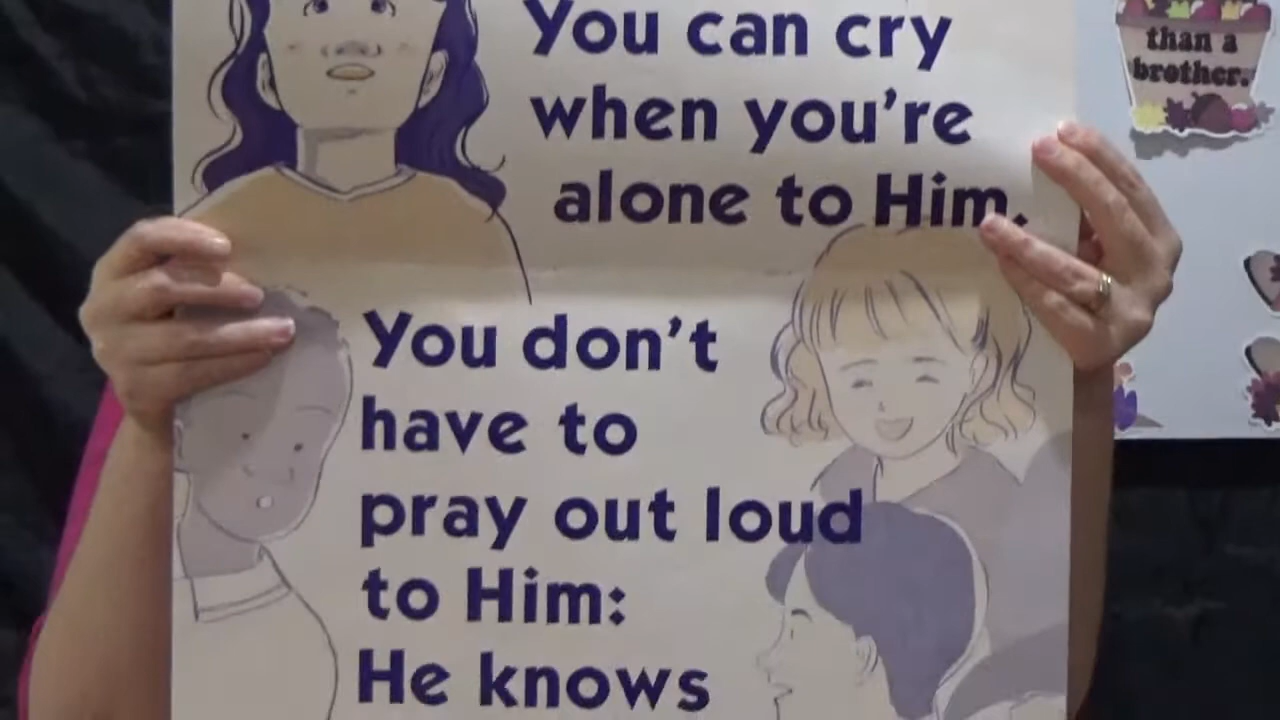 You can cry
when you're
alone to Him.
You don't
have to
pray out loud
to Him:
He knows
than a
brother.